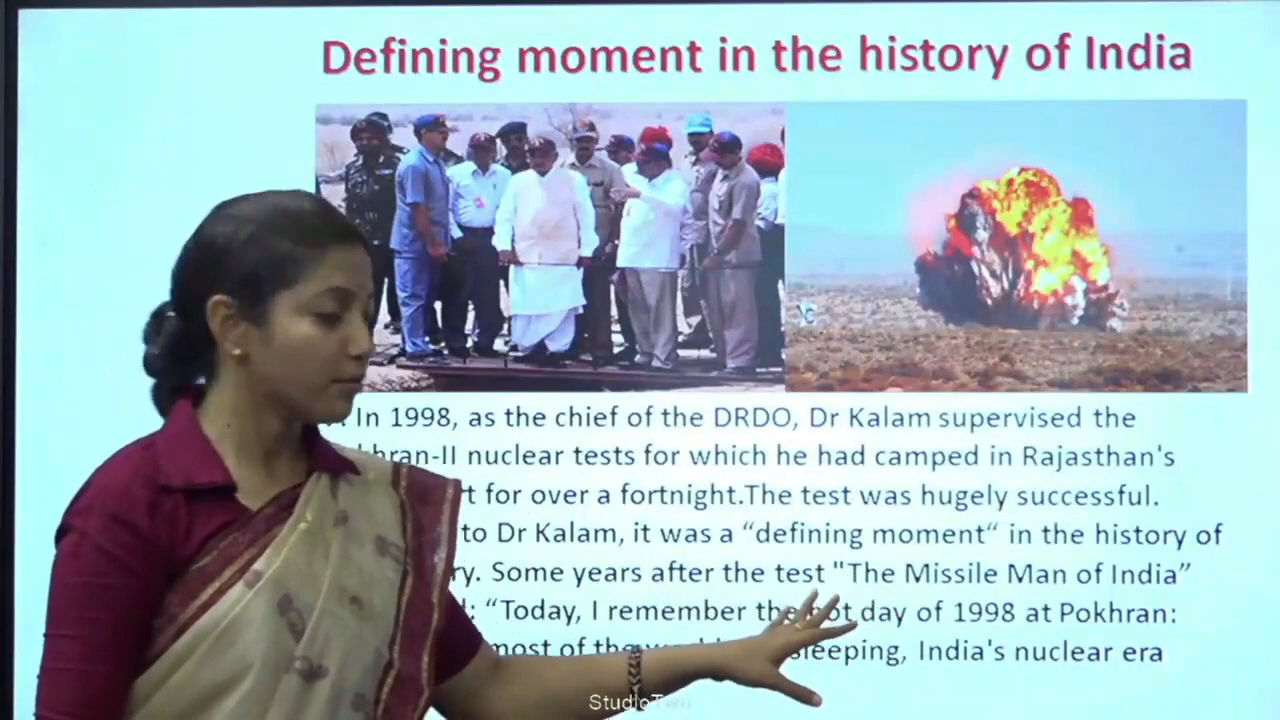 Defining moment in the history of India
In 1998, as the chief of the DRDO, Dr Kalam supervised the
hran-II nuclear tests for which he had camped in Rajasthan's
t for over a fortnight.The test was hugely successful.
to Dr Kalam, it was a “defining moment“ in the history of
ry. Some years after the test "The Missile Man of India”
: “Today, I remember the hot day of 1998 at Pokhran:
most of the sleeping, India's nuclear era
StudioTwo